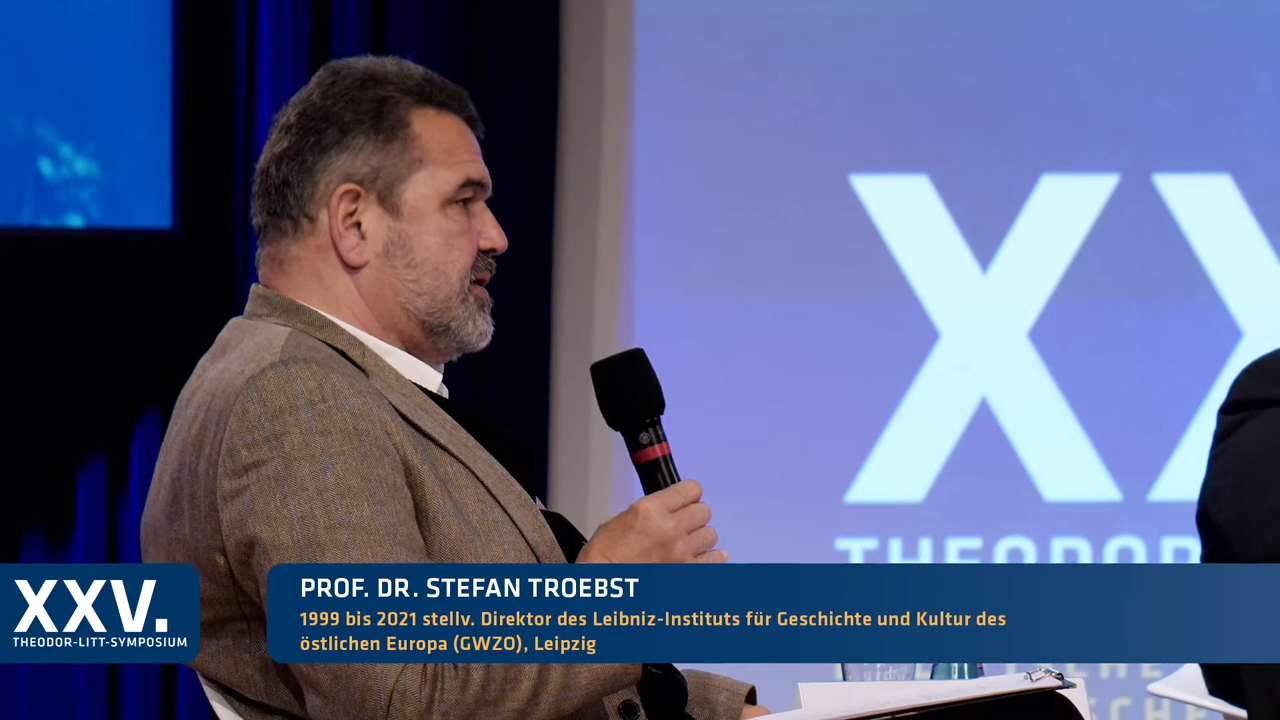 XX
THEODOR
XXV.
THEODOR-LITT-SYMPOSIUM
PROF. DR. STEFAN TROEBST
1999 bis 2021 stellv. Direktor des Leibniz-Instituts für Geschichte und Kultur des
östlichen Europa (GWZO), Leipzig